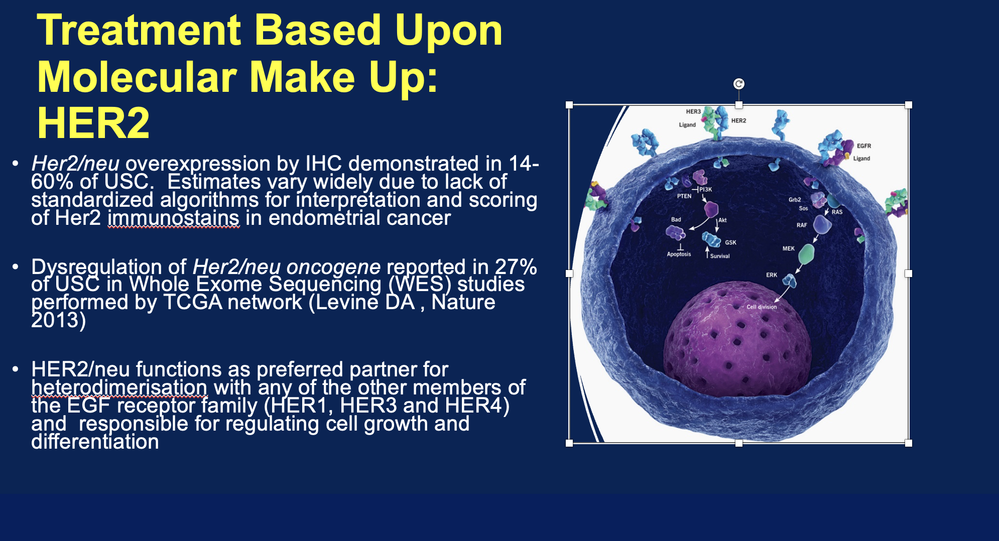 Treatment Based Upon
Molecular Make Up:
HER2
• Her2/neu overexpression by IHC demonstrated in 14-
60% of USC.  Estimates vary widely due to lack of
standardized algorithms for interpretation and scoring
of Her2 immunostains in endometrial cancer
• Dysregulation of Her2/neu oncogene reported in 27%
of USC in Whole Exome Sequencing (WES) studies
performed by TCGA network (Levine DA , Nature
2013)
• HER2/neu functions as preferred partner for
heterodimerisation with any of the other members of
the EGF receptor family (HER1, HER3 and HER4)
and  responsible for regulating cell growth and
differentiation
HER3
Ligand
HER2
EGFR
Ligand
PTEN
PI3K
Bad
Akt
GSK
Apoptosis
Survival
Grb2
Sos
RAS
RAF
MEK
ERK
Cell division